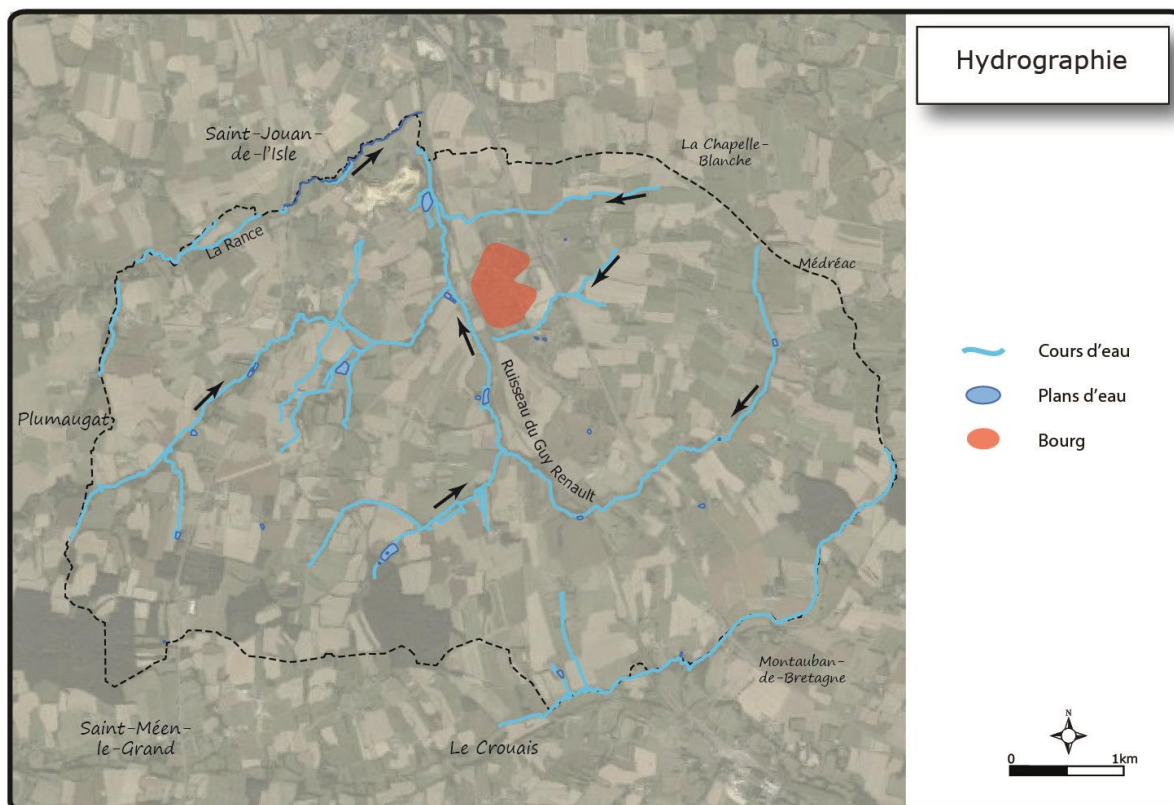 Hydrographie
Saint-Jouan-
de-l'Isle
La Chapelle-
Blanche
La Rance
Médréac
Plumaugat
Ruisseau du Guy Renault
Cours d'eau
Plans d'eau
Bourg
Montauban-
de-Bretagne
Saint-Méen-
le-Grand
Le Crouais
N
0 1km